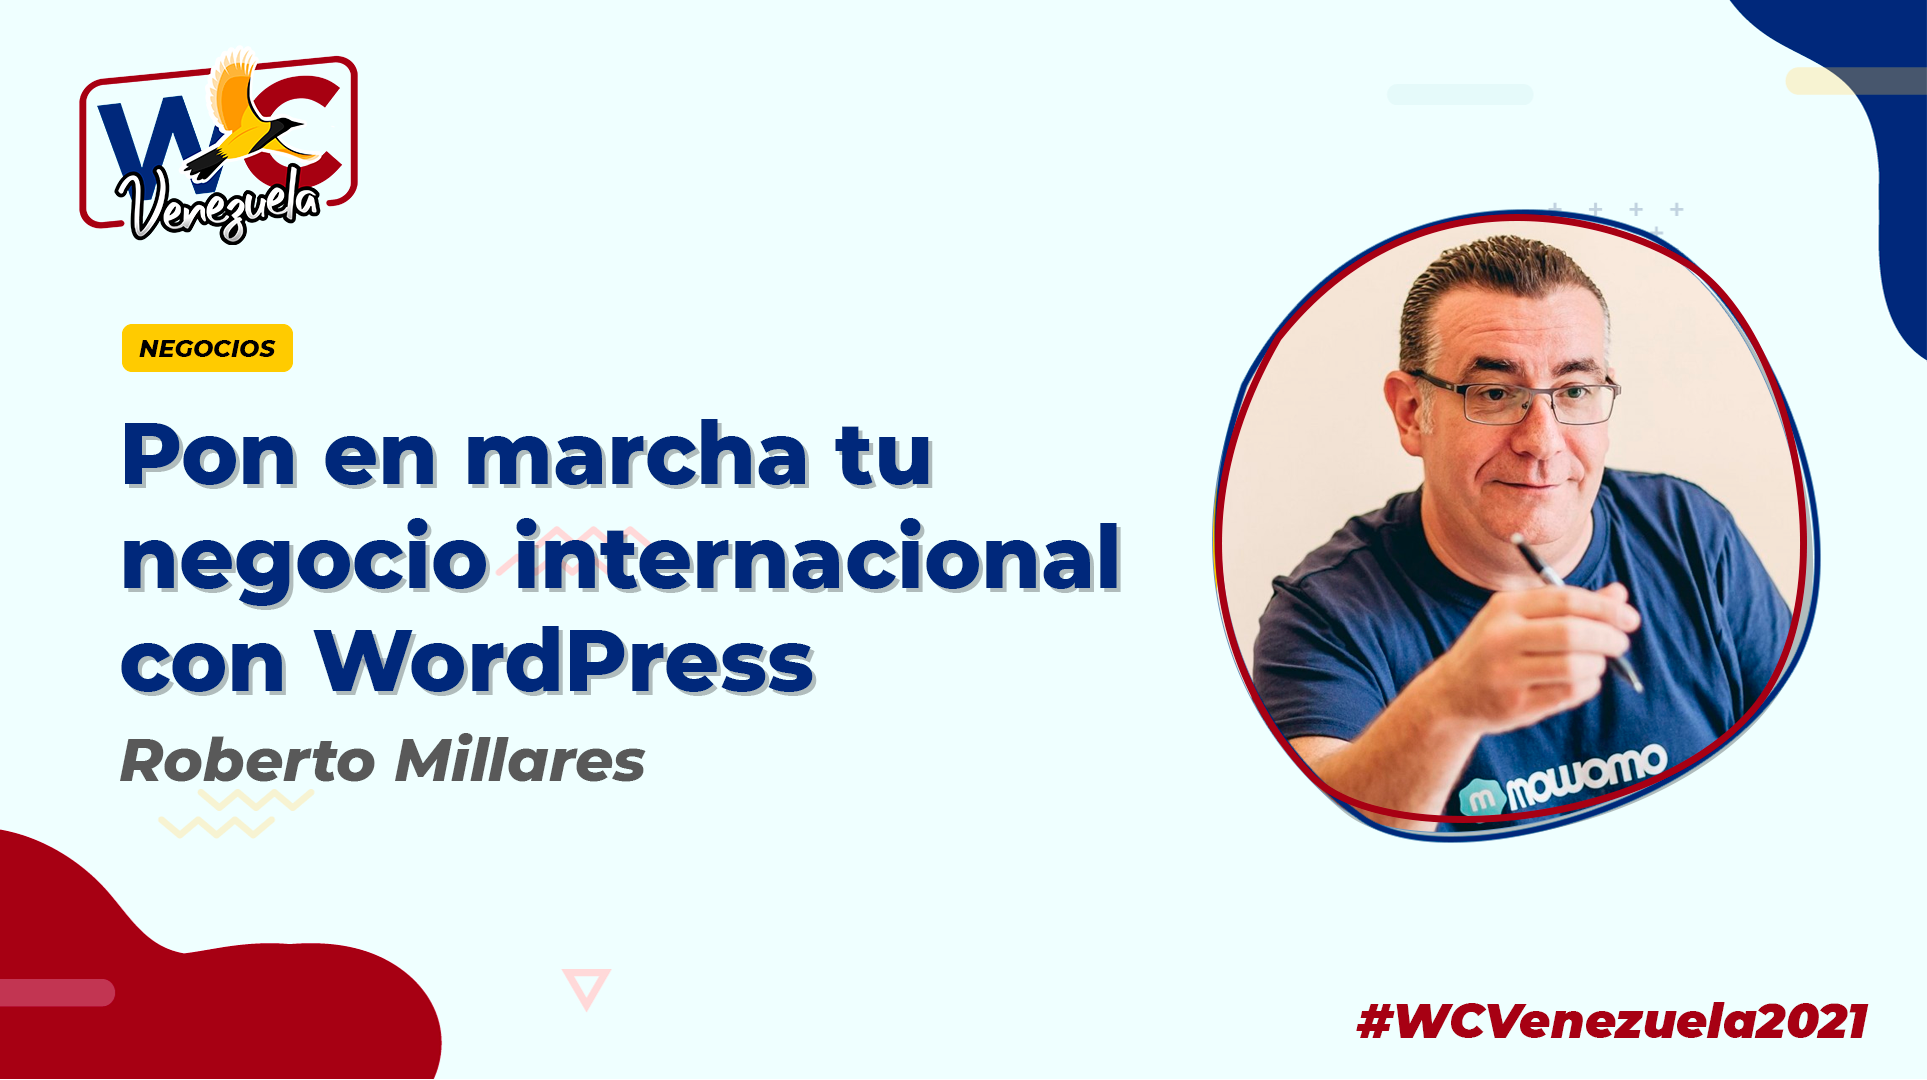 WC
Venezuela
NEGOCIOS
Pon en marcha tu
negocio internacional
con WordPress
Roberto Millares
m mowomo
#WCVenezuela2021